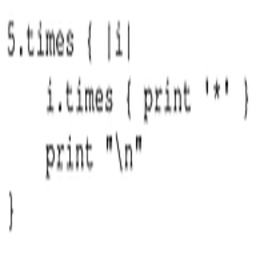 5.times { |i|
    i.times { print '*' }
    print "\n"
}